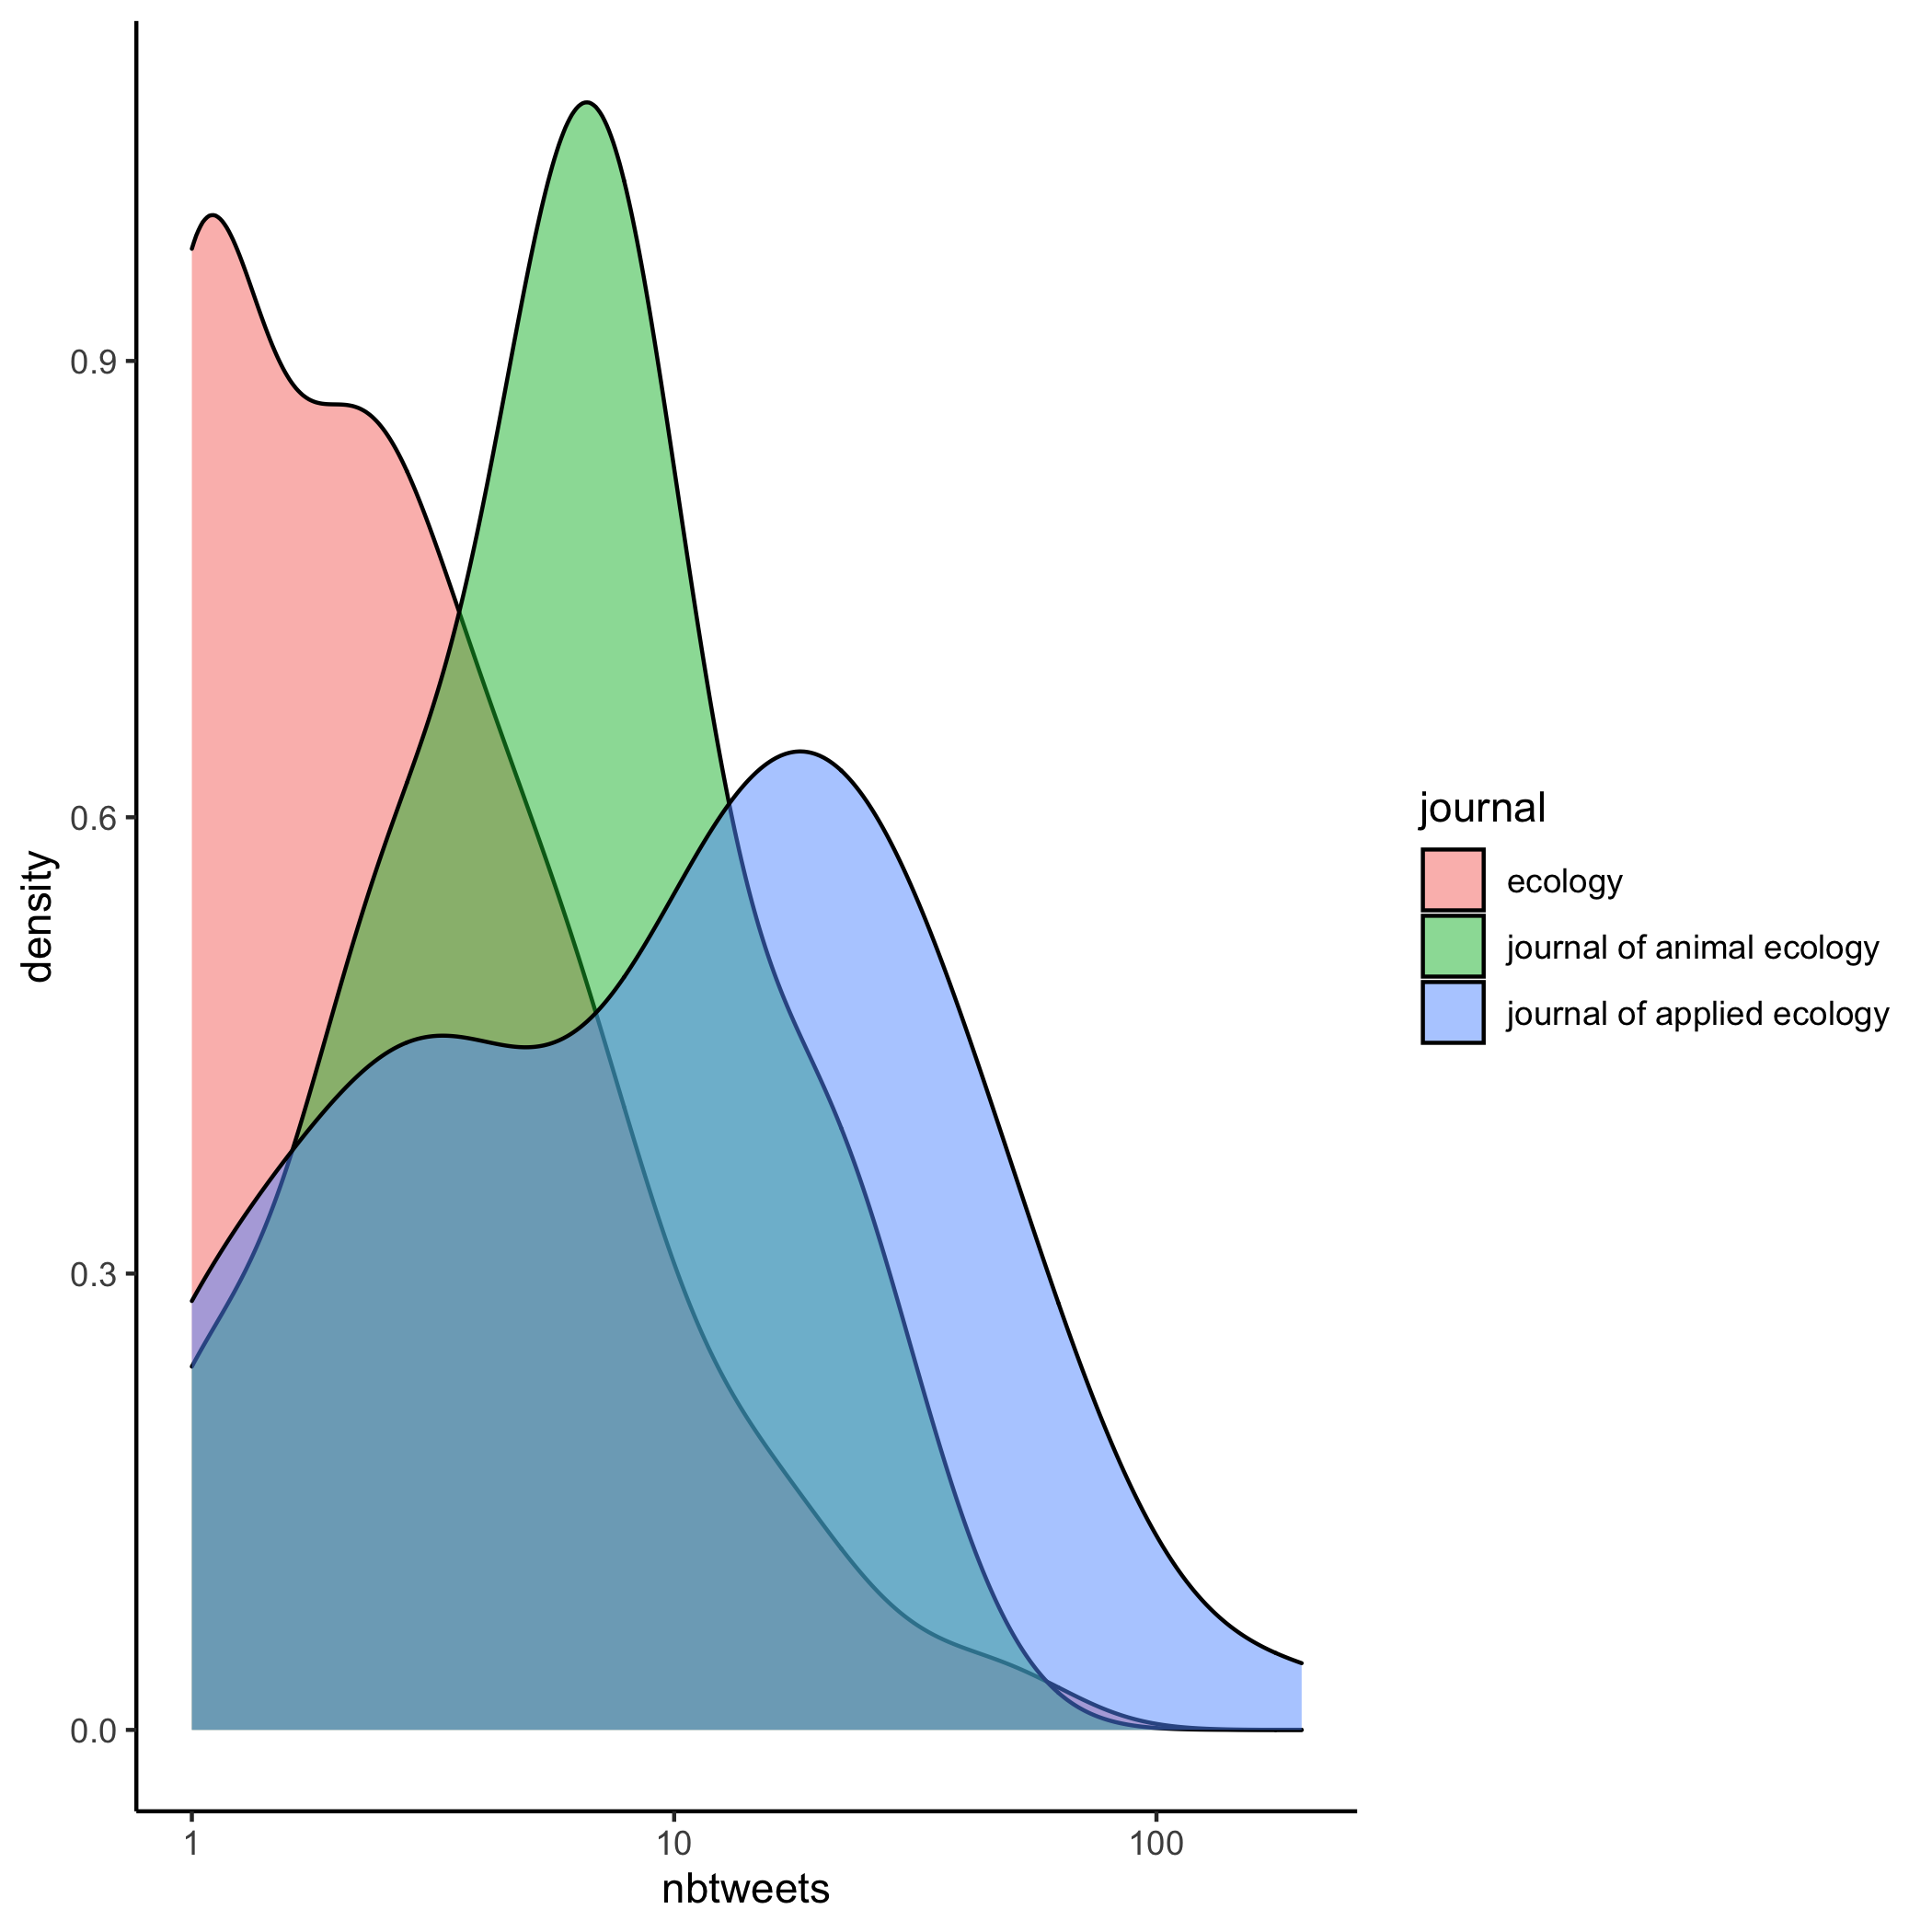 0.9
0.6
0.3
0.0
density
1 10 100
nbtweets
journal
ecology
journal of animal ecology
journal of applied ecology